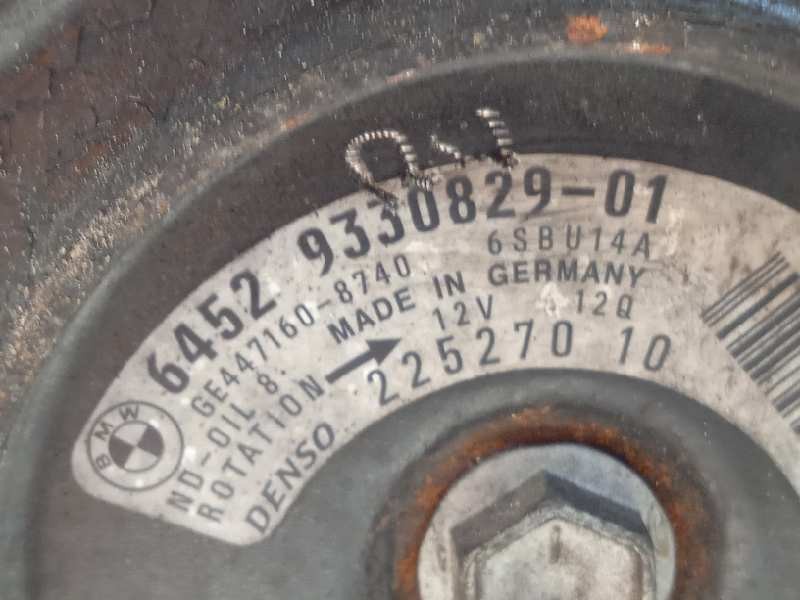 6452 9330829-01
GE447160-8740 6SBU14A
ND-OIL 8. MADE IN GERMANY
ROTATION 12V 12Q
DENSO 225270 10
BMW